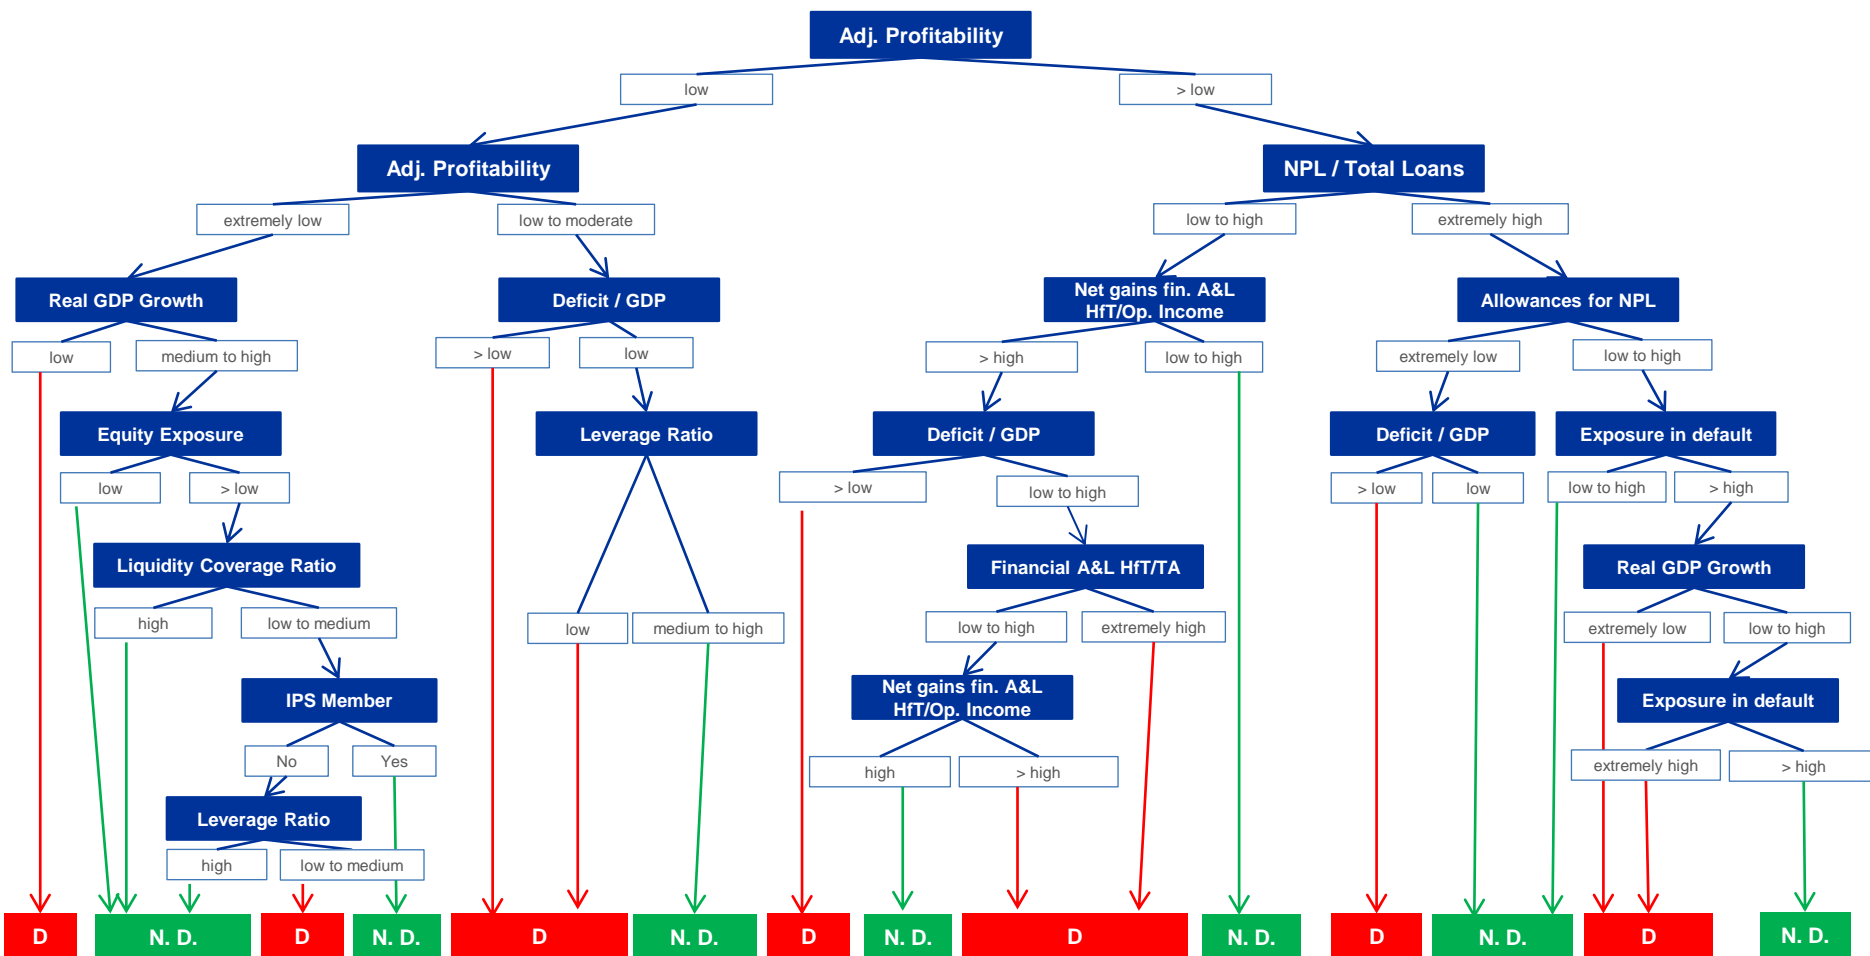 Adj. Profitability
low
> low
Adj. Profitability
NPL / Total Loans
extremely low
low to moderate
low to high
extremely high
Real GDP Growth
Deficit / GDP
Net gains fin. A&L
HfT/Op. Income
Allowances for NPL
low
medium to high
> low
low
> high
low to high
extremely low
low to high
Equity Exposure
Leverage Ratio
Deficit / GDP
Deficit / GDP
Exposure in default
low
> low
> low
low to high
> low
low
low to high
> high
Liquidity Coverage Ratio
Financial A&L HfT/TA
Real GDP Growth
high
low to medium
low
medium to high
low to high
extremely high
extremely low
low to high
IPS Member
Net gains fin. A&L
HfT/Op. Income
Exposure in default
No
Yes
high
> high
extremely high
> high
Leverage Ratio
high
low to medium
D
N. D.
D
N. D.
D
N. D.
D
N. D.
D
N. D.
D
N. D.
D
N. D.